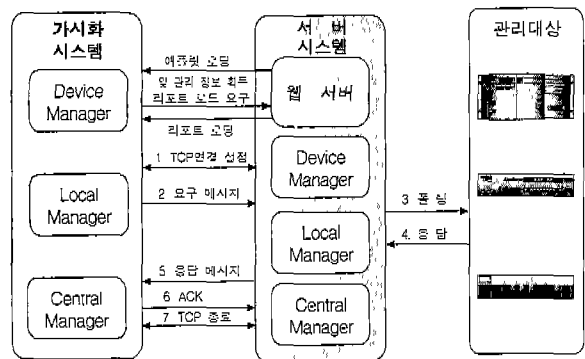 가시화
시스템
Device
Manager
Local
Manager
Central
Manager
애플릿 로딩
및 관리 정보 획득
리포트 로드 요구
리포트 로딩
1 TCP연결 설정
2 요구 메시지
5 응답 메시지
6 ACK
7 TCP 종료
서 버
시스템
웹 서버
Device
Manager
Local
Manager
Central
Manager
3 폴링
4. 응답
관리대상